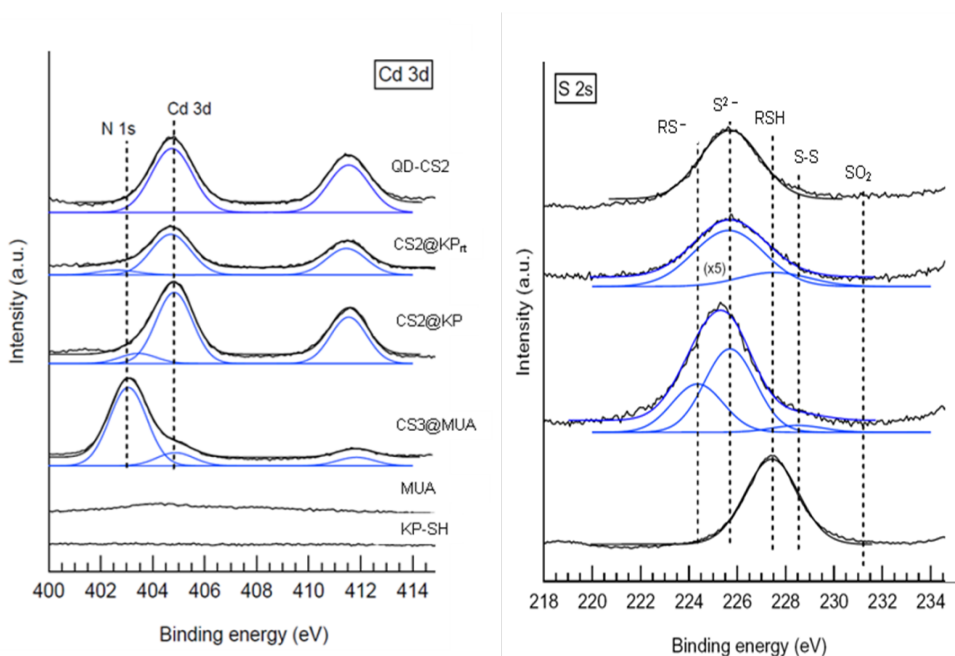 Cd 3d
N 1s
Cd 3d
QD-CS2
CS2@KPrt
CS2@KP
CS3@MUA
MUA
KP-SH
Intensity (a.u.)
400 402 404 406 408 410 412 414
Binding energy (eV)
S 2s
RS⁻
S²⁻
RSH
S-S
SO₂
(x5)
Intensity (a.u.)
218 220 222 224 226 228 230 232 234
Binding energy (eV)